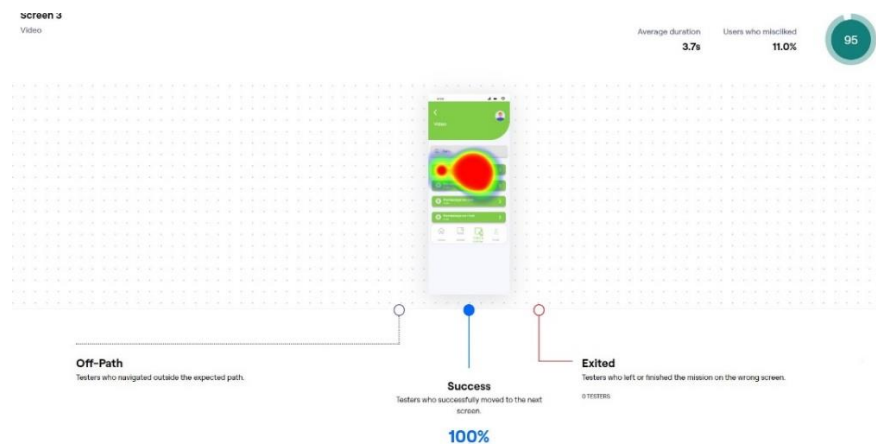 Screen 3
Video
Average duration
3.7s
Users who misliked
11.0%
95
Video
Off-Path
Testers who navigated outside the expected path.
Success
Testers who successfully moved to the next
screen.
100%
Exited
Testers who left or finished the mission on the wrong screen.
0 TESTERS